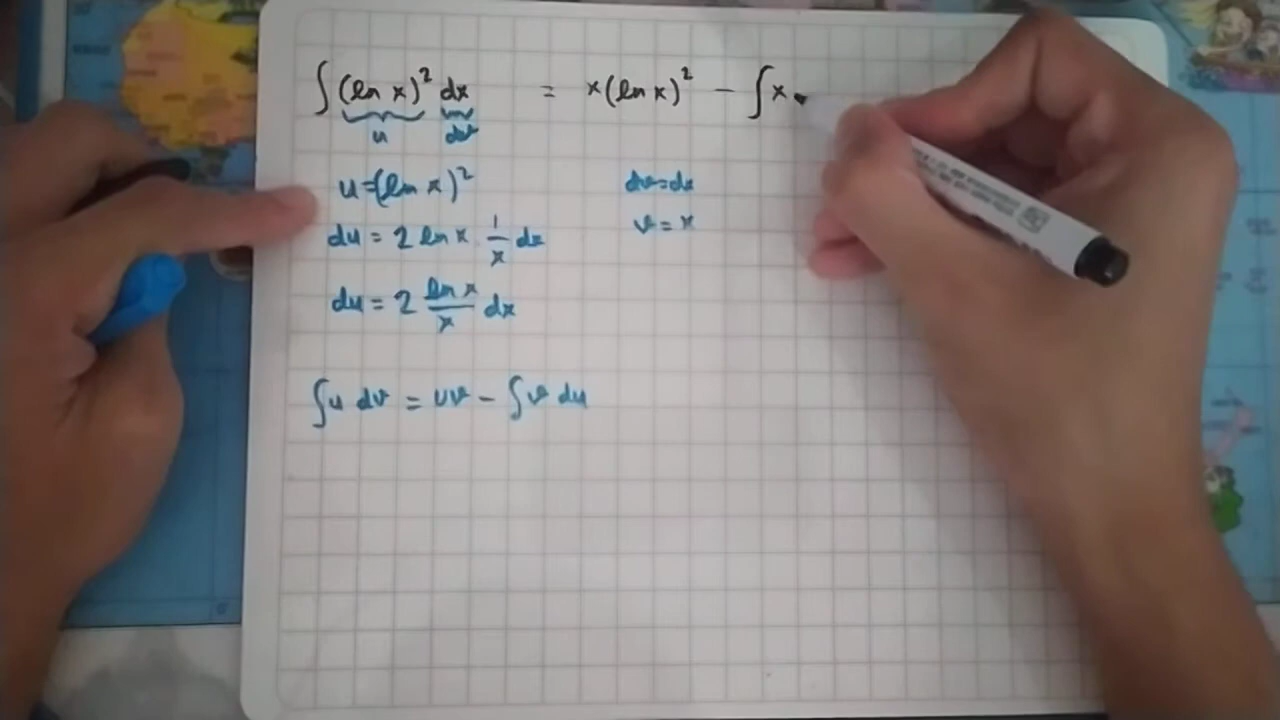 ∫ (ln x)² dx = x(ln x)² − ∫ x ·
u dv
u = (ln x)² dv = dx
du = 2 ln x · 1/x dx v = x
du = 2 ln x/x dx
∫ u dv = uv − ∫ v du